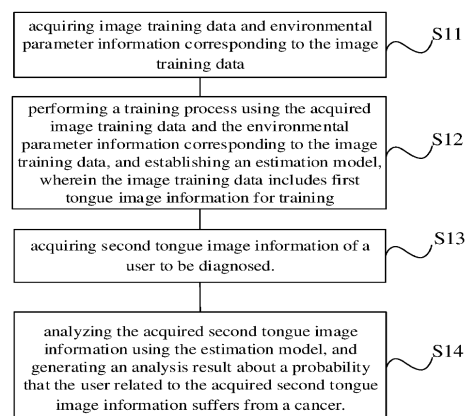 acquiring image training data and environmental
parameter information corresponding to the image
training data
S11
performing a training process using the acquired
image training data and the environmental
parameter information corresponding to the image
training data, and establishing an estimation model,
wherein the image training data includes first
tongue image information for training
S12
acquiring second tongue image information of a
user to be diagnosed.
S13
analyzing the acquired second tongue image
information using the estimation model, and
generating an analysis result about a probability
that the user related to the acquired second tongue
image information suffers from a cancer.
S14